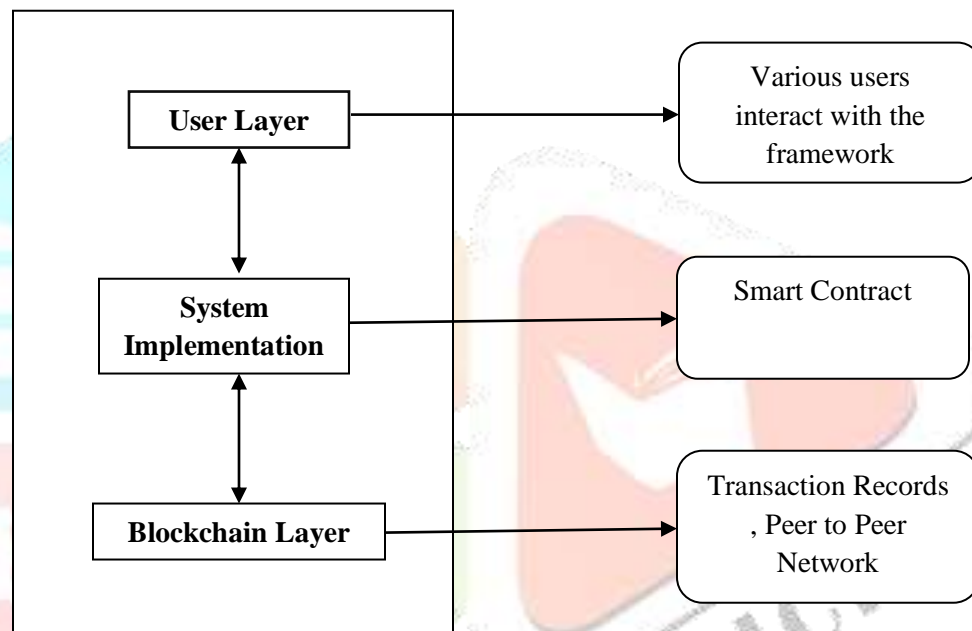 User Layer
Various users
interact with the
framework
System
Implementation
Smart Contract
Blockchain Layer
Transaction Records
, Peer to Peer
Network